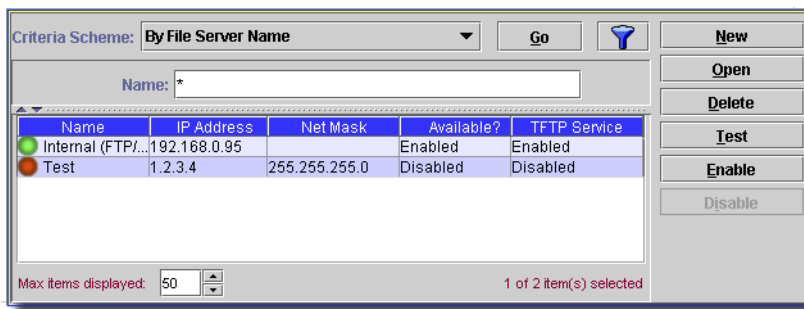 Criteria Scheme: By File Server Name Go
Name: *
Name IP Address Net Mask Available? TFTP Service
Internal (FTP/... 192.168.0.95 Enabled Enabled
Test 1.2.3.4 255.255.255.0 Disabled Disabled
Max items displayed: 50 1 of 2 item(s) selected
New
Open
Delete
Test
Enable
Disable